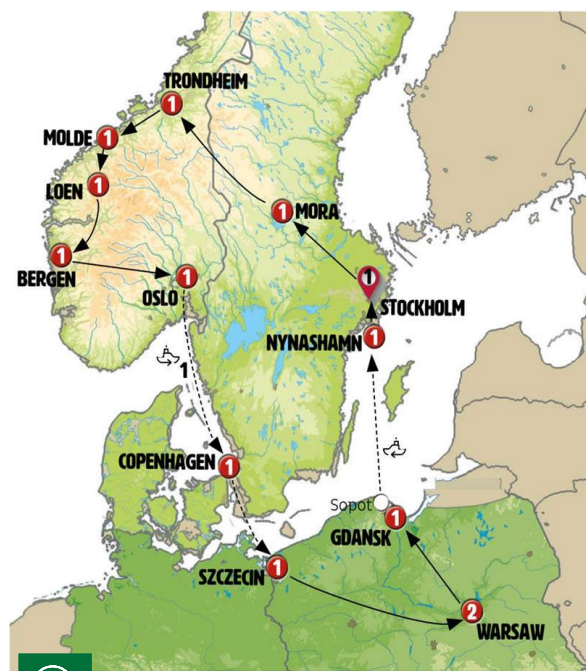 TRONDHEIM
1
MOLDE 1
LOEN 1
1 MORA
1
BERGEN
1
OSLO
1
STOCKHOLM
NYNASHAMN 1
1
COPENHAGEN 1
Sopot
GDANSK 1
SZCZECIN 1
2
WARSAW